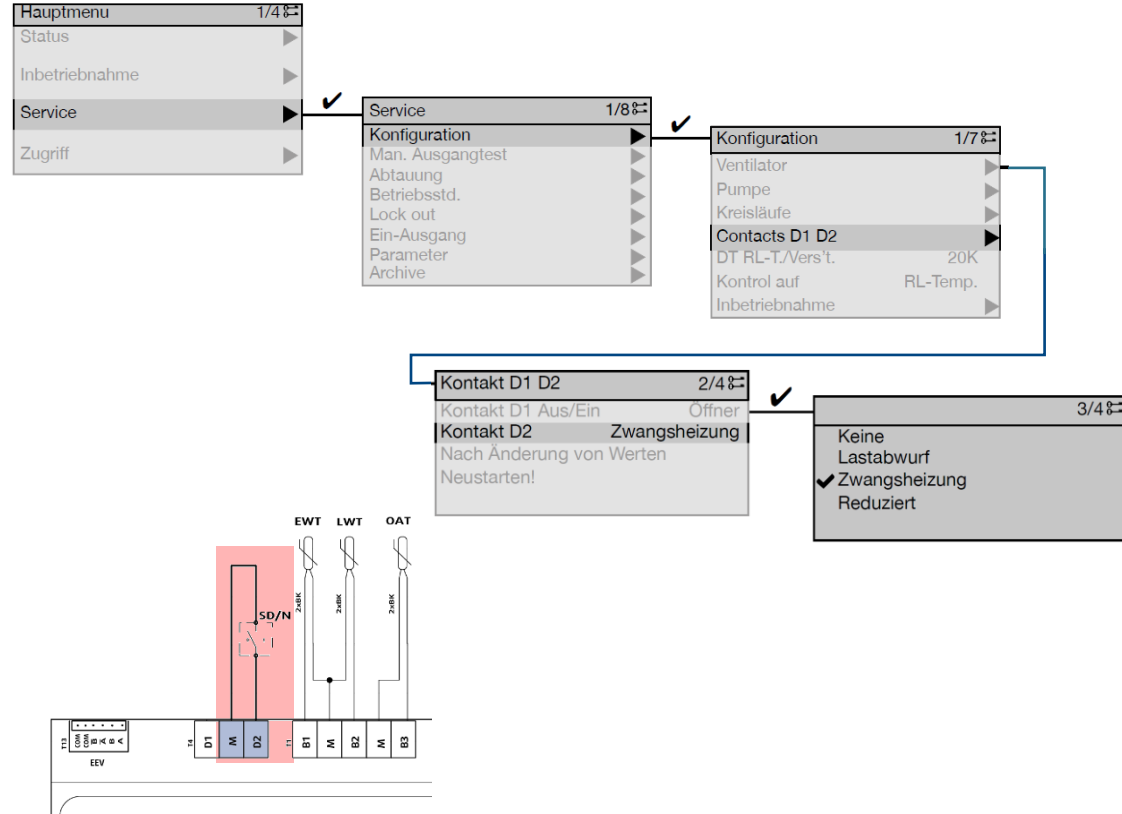 Hauptmenu 1/4
Status
Inbetriebnahme
Service
Zugriff
Service 1/8
Konfiguration
Man. Ausgangtest
Abtauung
Betriebsstd.
Lock out
Ein-Ausgang
Parameter
Archive
Konfiguration 1/7
Ventilator
Pumpe
Kreisläufe
Contacts D1 D2
DT RL-T./Vers't. 20K
Kontrol auf RL-Temp.
Inbetriebnahme
Kontakt D1 D2 2/4
Kontakt D1 Aus/Ein Öffner
Kontakt D2 Zwangsheizung
Nach Änderung von Werten
Neustarten!
3/4
Keine
Lastabwurf
Zwangsheizung
Reduziert
EWT LWT OAT
2xBK 2xBK 2xBK
SD/N
T13 COM COM B A B A
EEV
T4 D1 M D2
T1 B1 M B2 M B3